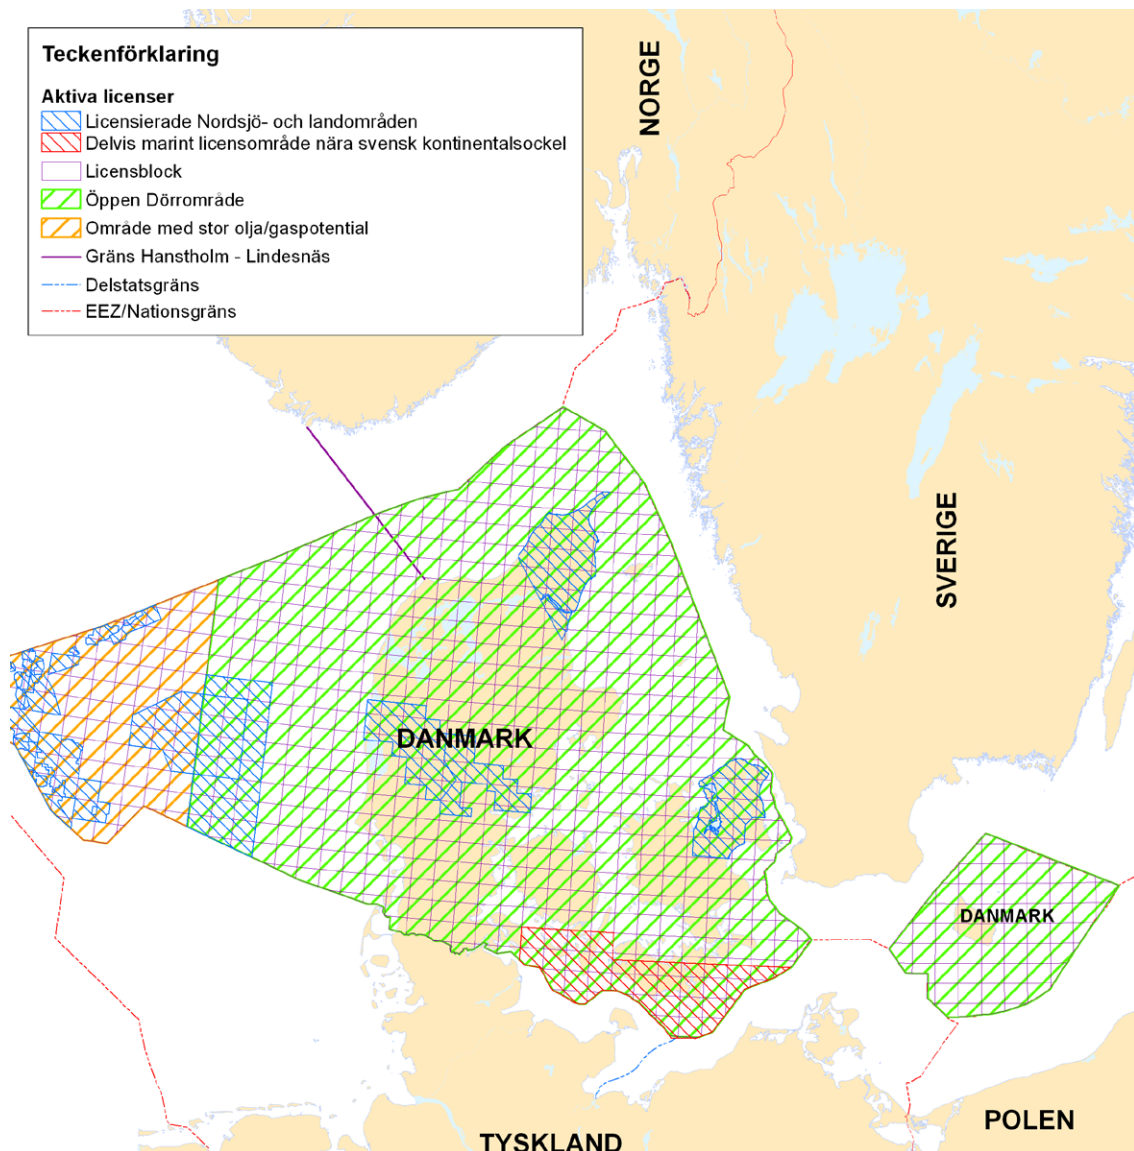 Teckenförklaring
Aktiva licenser
Licensierade Nordsjö- och landområden
Delvis marint licensområde nära svensk kontinentalsockel
Licensblock
Öppen Dörrområde
Område med stor olja/gaspotential
Gräns Hanstholm - Lindesnäs
Delstatsgräns
EEZ/Nationsgräns
NORGE
SVERIGE
DANMARK
DANMARK
POLEN
TYSKLAND